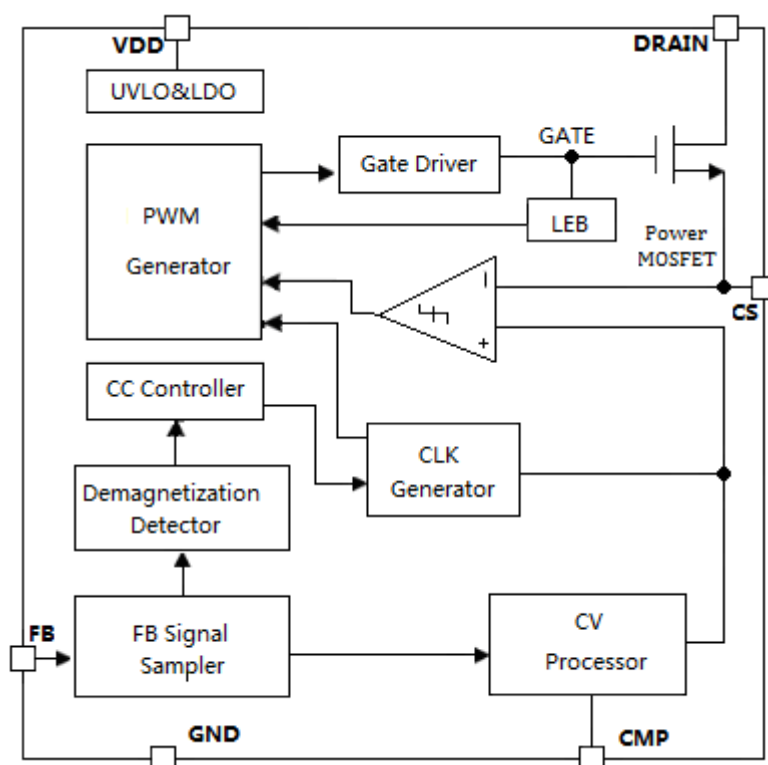 VDD
DRAIN
UVLO&LDO
GATE
Gate Driver
PWM
Generator
LEB
Power
MOSFET
CS
CC Controller
CLK
Generator
Demagnetization
Detector
FB
FB Signal
Sampler
CV
Processor
GND
CMP